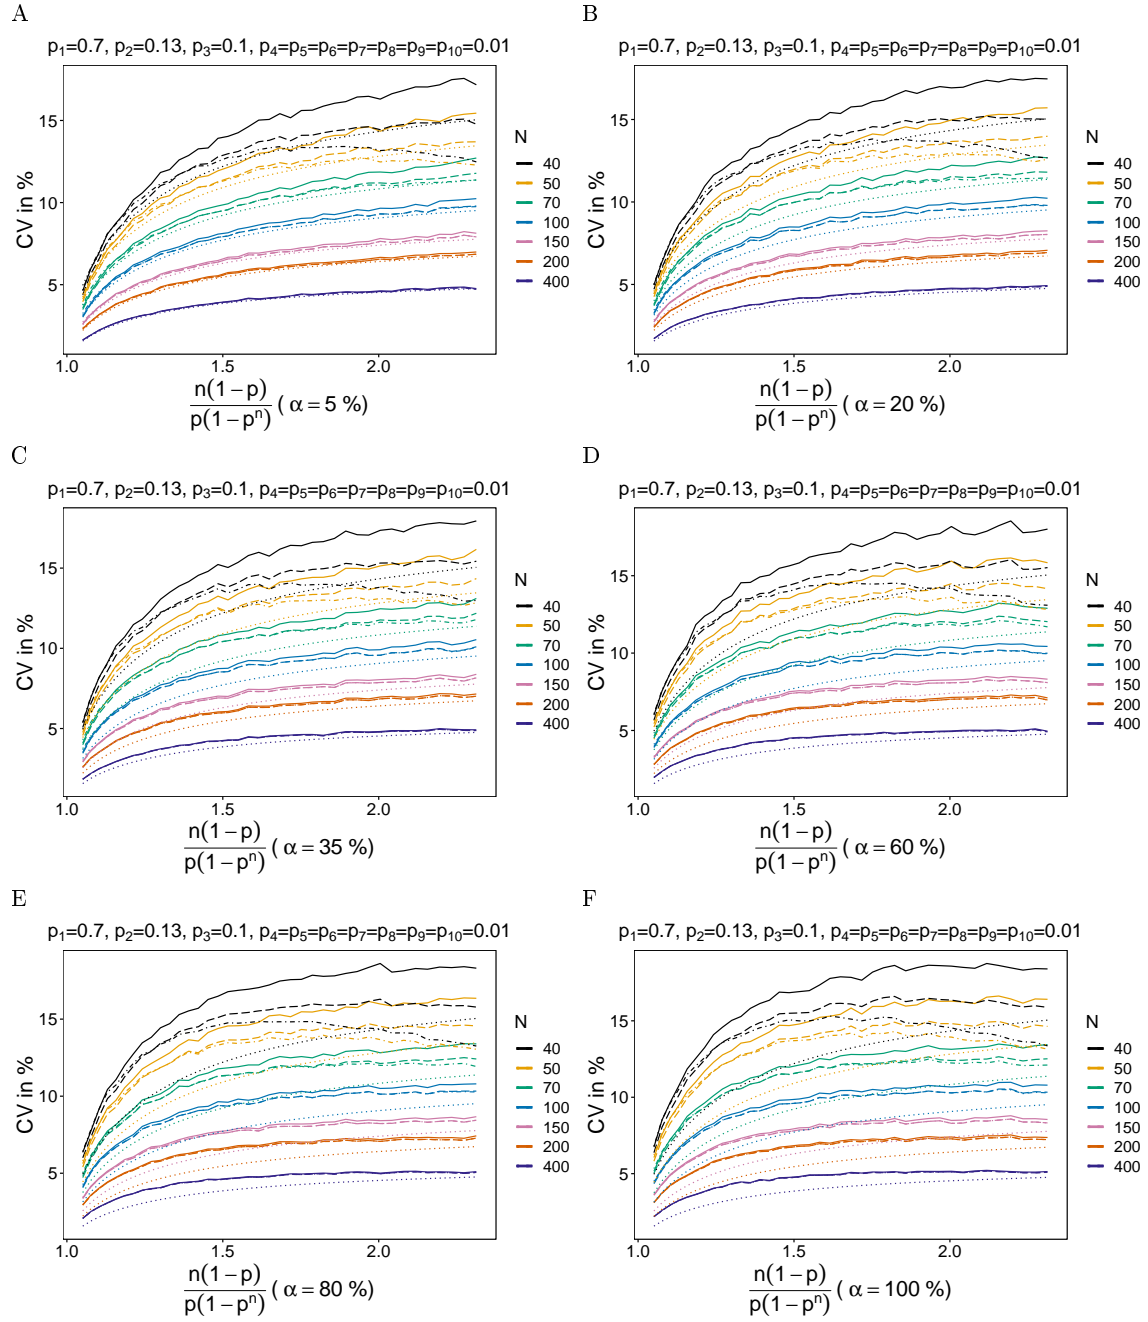 A
p₁=0.7, p₂=0.13, p₃=0.1, p₄=p₅=p₆=p₇=p₈=p₉=p₁₀=0.01
CV in %
15
10
5
1.0 1.5 2.0
n(1−p)
p(1−pⁿ) ( α = 5 %)
N
40
50
70
100
150
200
400
B
p₁=0.7, p₂=0.13, p₃=0.1, p₄=p₅=p₆=p₇=p₈=p₉=p₁₀=0.01
CV in %
15
10
5
1.0 1.5 2.0
n(1−p)
p(1−pⁿ) ( α = 20 %)
N
40
50
70
100
150
200
400
C
p₁=0.7, p₂=0.13, p₃=0.1, p₄=p₅=p₆=p₇=p₈=p₉=p₁₀=0.01
CV in %
15
10
5
1.0 1.5 2.0
n(1−p)
p(1−pⁿ) ( α = 35 %)
N
40
50
70
100
150
200
400
D
p₁=0.7, p₂=0.13, p₃=0.1, p₄=p₅=p₆=p₇=p₈=p₉=p₁₀=0.01
CV in %
15
10
5
1.0 1.5 2.0
n(1−p)
p(1−pⁿ) ( α = 60 %)
N
40
50
70
100
150
200
400
E
p₁=0.7, p₂=0.13, p₃=0.1, p₄=p₅=p₆=p₇=p₈=p₉=p₁₀=0.01
CV in %
15
10
5
1.0 1.5 2.0
n(1−p)
p(1−pⁿ) ( α = 80 %)
N
40
50
70
100
150
200
400
F
p₁=0.7, p₂=0.13, p₃=0.1, p₄=p₅=p₆=p₇=p₈=p₉=p₁₀=0.01
CV in %
15
10
5
1.0 1.5 2.0
n(1−p)
p(1−pⁿ) ( α = 100 %)
N
40
50
70
100
150
200
400